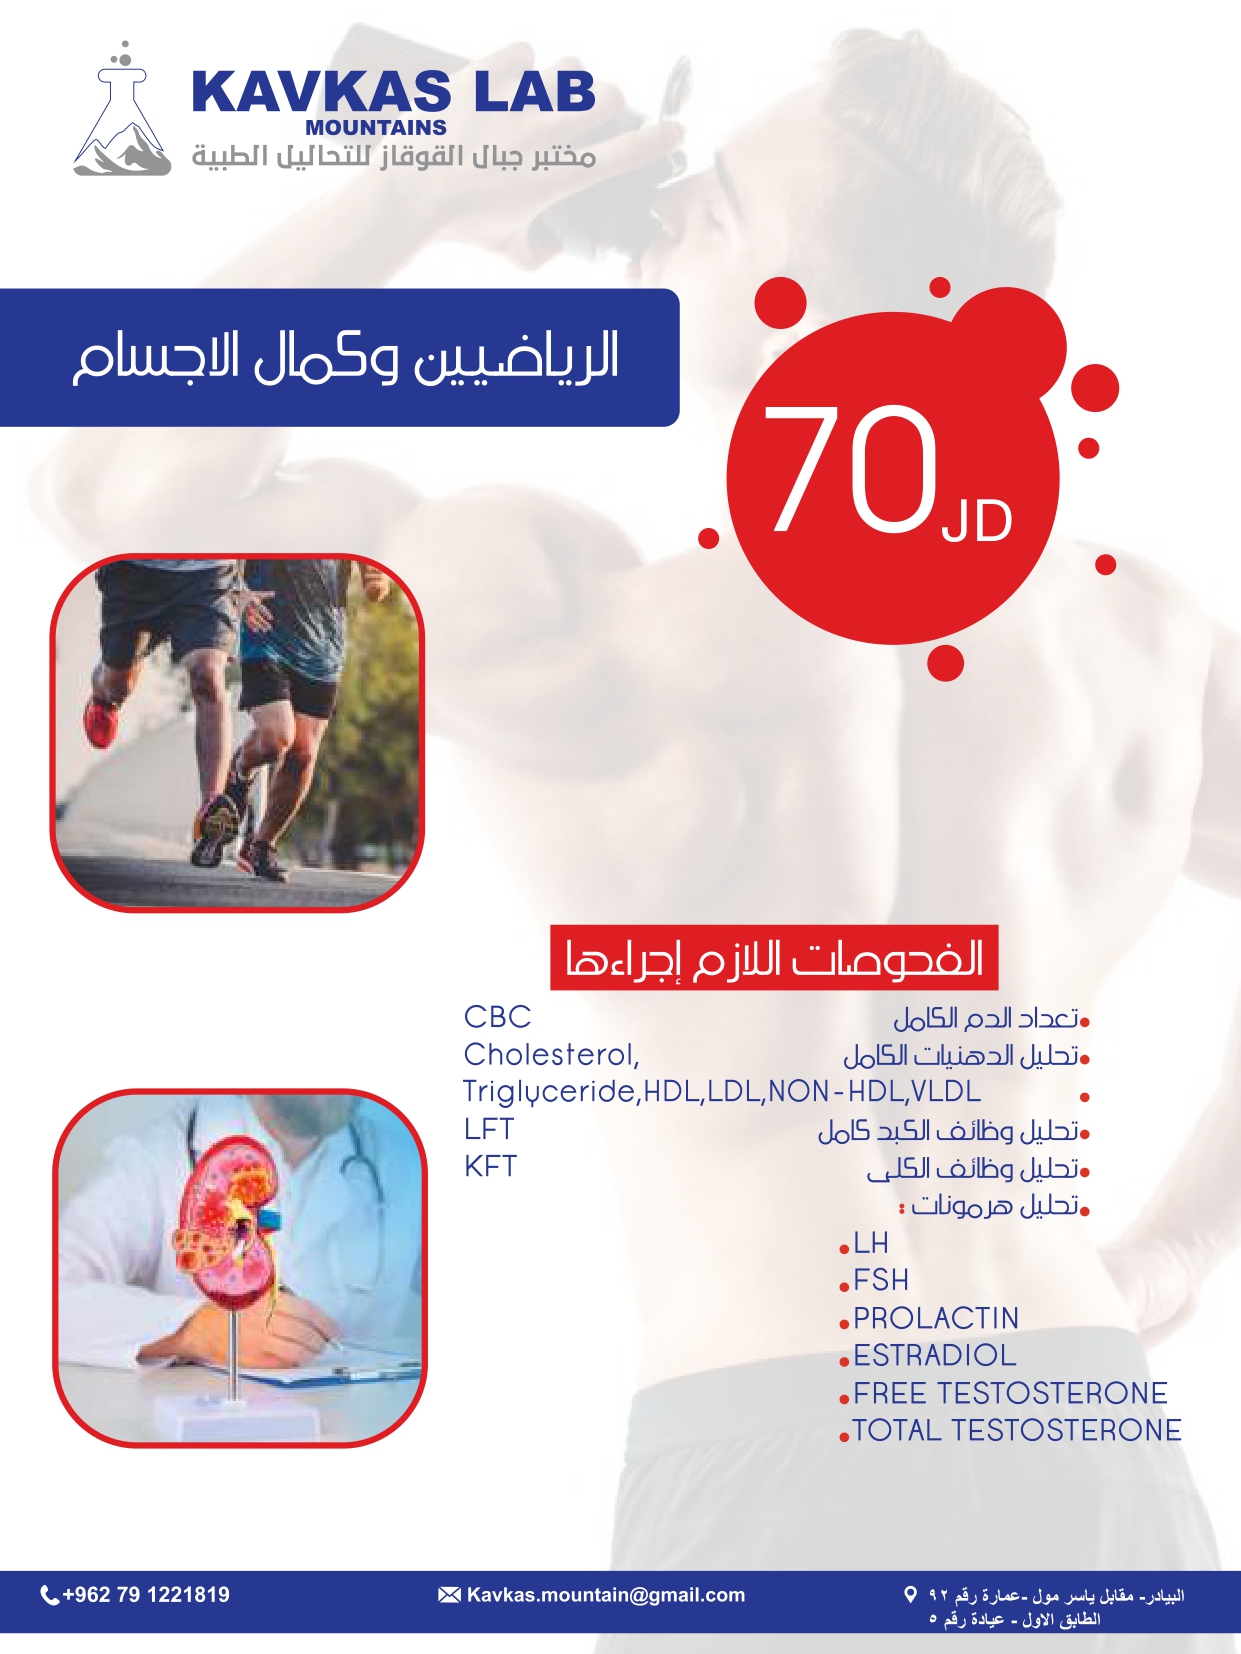 KAVKAS LAB
MOUNTAINS
مختبر جبال القوقاز للتحاليل الطبية
الرياضيين وكمال الاجسام
70 JD
الفحوصات اللازم إجراءها
تعداد الدم الكامل CBC
تحليل الدهنيات الكامل Cholesterol,
Triglyceride,HDL,LDL,NON-HDL,VLDL
تحليل وظائف الكبد كامل LFT
تحليل وظائف الكلى KFT
تحليل هرمونات :
LH
FSH
PROLACTIN
ESTRADIOL
FREE TESTOSTERONE
TOTAL TESTOSTERONE
+962 79 1221819
Kavkas.mountain@gmail.com
البيادر- مقابل ياسر مول -عمارة رقم ٩٢
الطابق الاول - عيادة رقم ٥